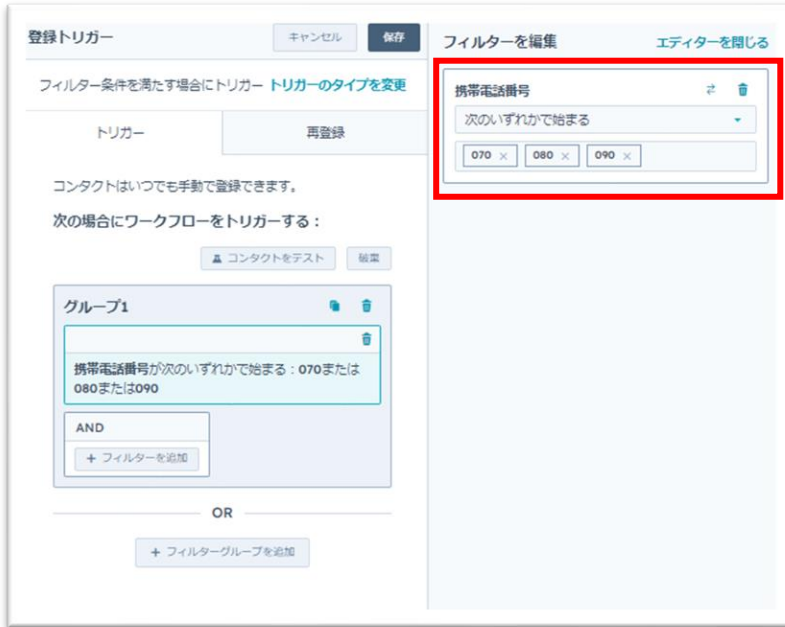 登録トリガー
キャンセル
保存
フィルター条件を満たす場合にトリガー トリガーのタイプを変更
トリガー
再登録
コンタクトはいつでも手動で登録できます。
次の場合にワークフローをトリガーする：
コンタクトをテスト
破棄
グループ1
携帯電話番号が次のいずれかで始まる：070または
080または090
AND
+ フィルターを追加
OR
+ フィルターグループを追加
フィルターを編集
エディターを閉じる
携帯電話番号
次のいずれかで始まる
070 × 080 × 090 ×